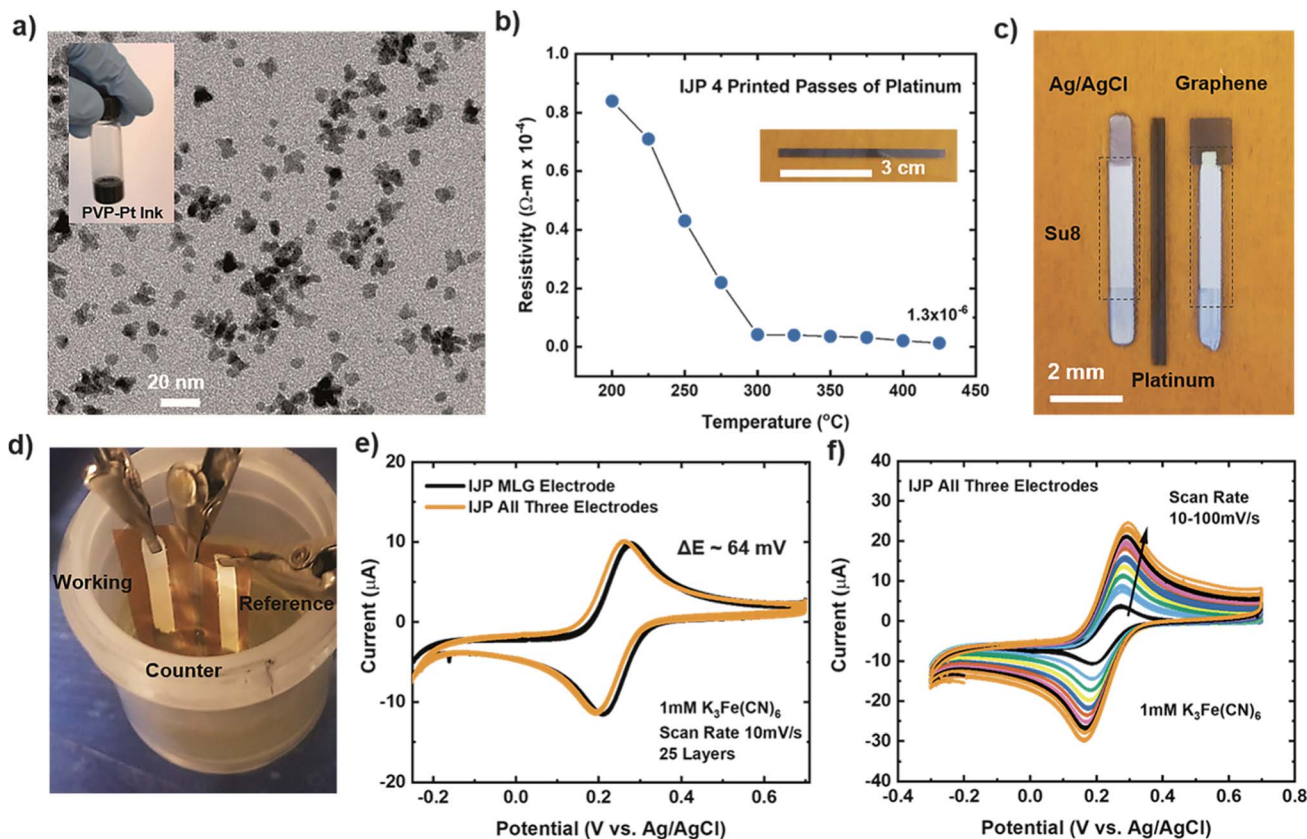 a)
PVP-Pt Ink
20 nm
b)
IJP 4 Printed Passes of Platinum
3 cm
1.3x10⁻⁶
Resistivity (Ω-m x 10⁻⁴)
1.0
0.8
0.6
0.4
0.2
0.0
200 250 300 350 400 450
Temperature (°C)
c)
Ag/AgCl
Graphene
Su8
Platinum
2 mm
d)
Working
Reference
Counter
e)
IJP MLG Electrode
IJP All Three Electrodes
ΔE ~ 64 mV
1mM K₃Fe(CN)₆
Scan Rate 10mV/s
25 Layers
Current (μA)
20
10
0
-10
-20
-0.2 0.0 0.2 0.4 0.6
Potential (V vs. Ag/AgCl)
f)
IJP All Three Electrodes
Scan Rate
10-100mV/s
1mM K₃Fe(CN)₆
Current (μA)
40
30
20
10
0
-10
-20
-30
-40
-0.4 -0.2 0.0 0.2 0.4 0.6 0.8
Potential (V vs. Ag/AgCl)